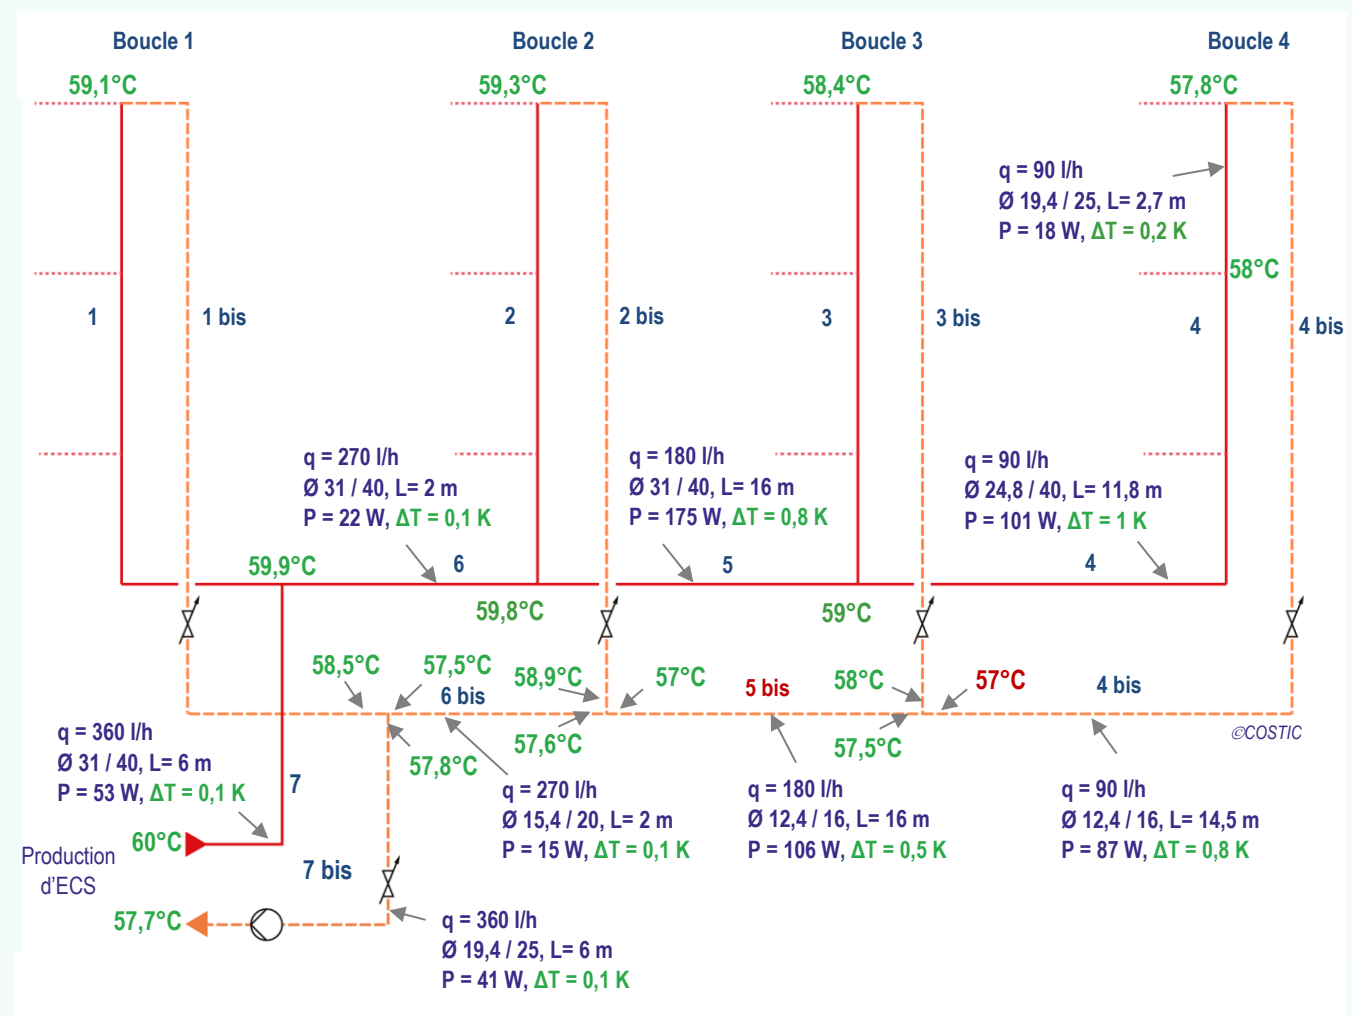 Boucle 1
Boucle 2
Boucle 3
Boucle 4
59,1°C
59,3°C
58,4°C
57,8°C
q = 90 l/h
Ø 19,4 / 25, L= 2,7 m
P = 18 W, ΔT = 0,2 K
58°C
1
1 bis
2
2 bis
3
3 bis
4
4 bis
q = 270 l/h
Ø 31 / 40, L= 2 m
P = 22 W, ΔT = 0,1 K
q = 180 l/h
Ø 31 / 40, L= 16 m
P = 175 W, ΔT = 0,8 K
q = 90 l/h
Ø 24,8 / 40, L= 11,8 m
P = 101 W, ΔT = 1 K
59,9°C
6
5
4
59,8°C
59°C
58,5°C
57,5°C
6 bis
58,9°C
57°C
5 bis
58°C
57°C
4 bis
57,6°C
57,5°C
©COSTIC
57,8°C
q = 360 l/h
Ø 31 / 40, L= 6 m
P = 53 W, ΔT = 0,1 K
7
q = 270 l/h
Ø 15,4 / 20, L= 2 m
P = 15 W, ΔT = 0,1 K
q = 180 l/h
Ø 12,4 / 16, L= 16 m
P = 106 W, ΔT = 0,5 K
q = 90 l/h
Ø 12,4 / 16, L= 14,5 m
P = 87 W, ΔT = 0,8 K
60°C
Production
d'ECS
7 bis
57,7°C
q = 360 l/h
Ø 19,4 / 25, L= 6 m
P = 41 W, ΔT = 0,1 K